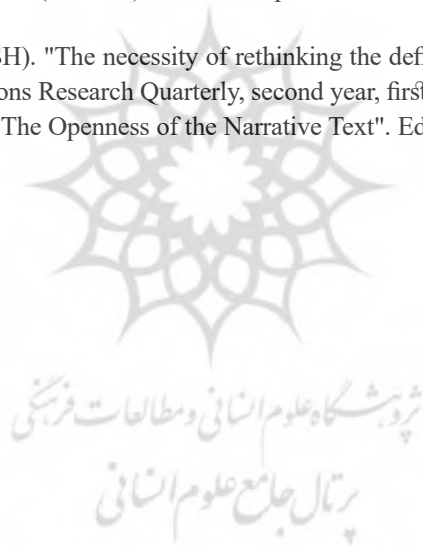 SH). "The necessity of rethinking the defi
ons Research Quarterly, second year, first
The Openness of the Narrative Text". Ed
پژوهشگاه علوم انسانی و مطالعات فرهنگی
پرتال جامع علوم انسانی